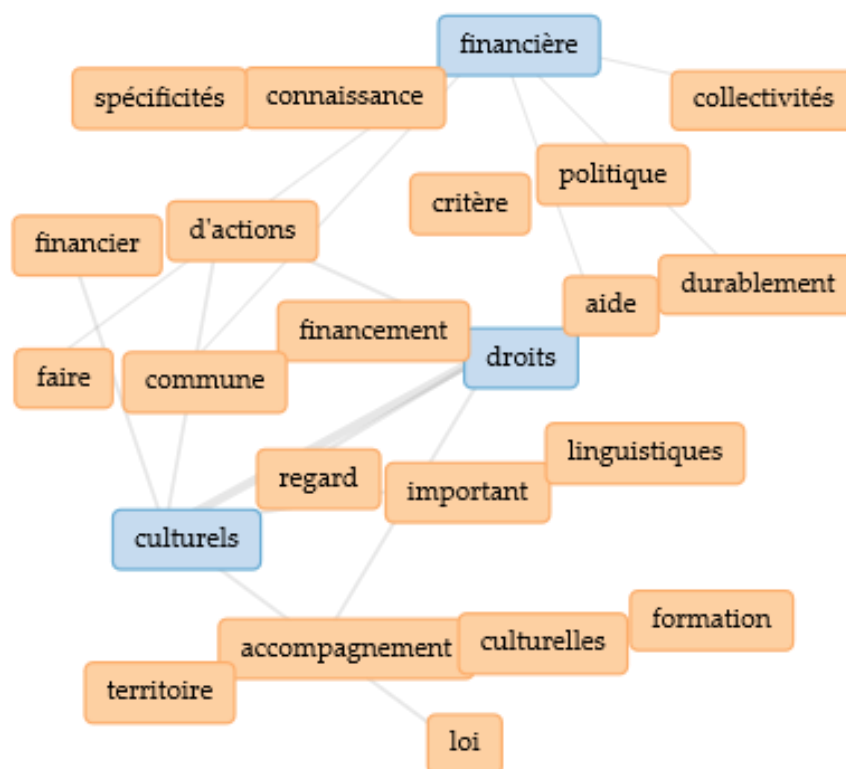 financière
spécificités
connaissance
collectivités
politique
critère
d'actions
financier
durablement
aide
financement
droits
faire
commune
linguistiques
regard
important
culturels
formation
culturelles
accompagnement
territoire
loi